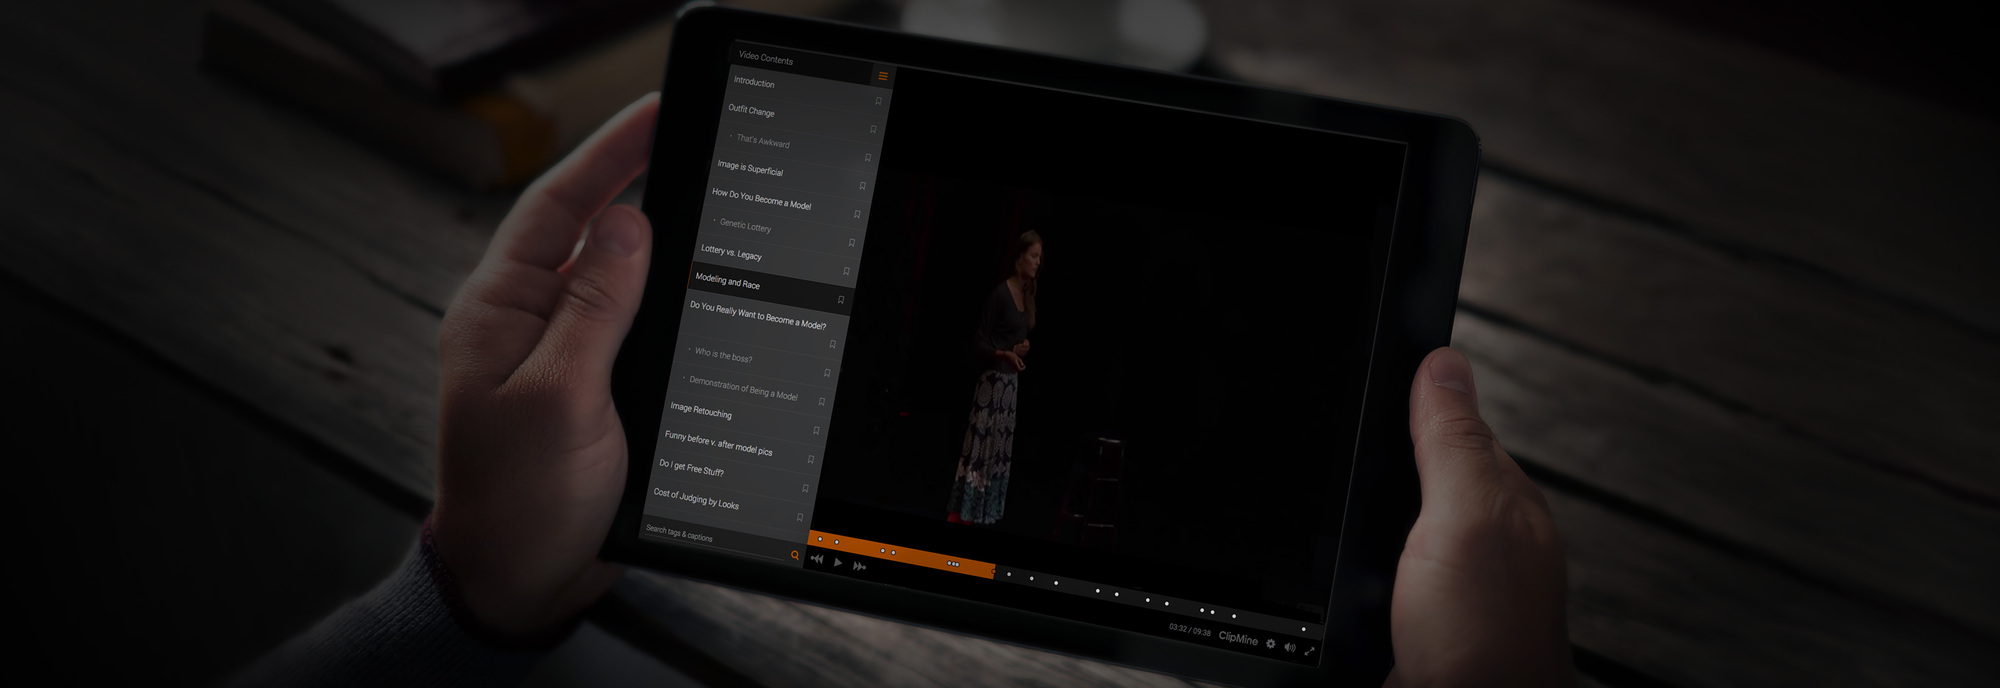 Video Contents
Introduction
Outfit Change
That's Awkward
Image is Superficial
How Do You Become a Model
Genetic Lottery
Lottery vs. Legacy
Modeling and Race
Do You Really Want to Become a Model?
Who is the boss?
Demonstration of Being a Model
Image Retouching
Funny before v. after model pics
Do I get Free Stuff?
Cost of Judging by Looks
Search tags & captions
03:32 / 09:38 ClipMine